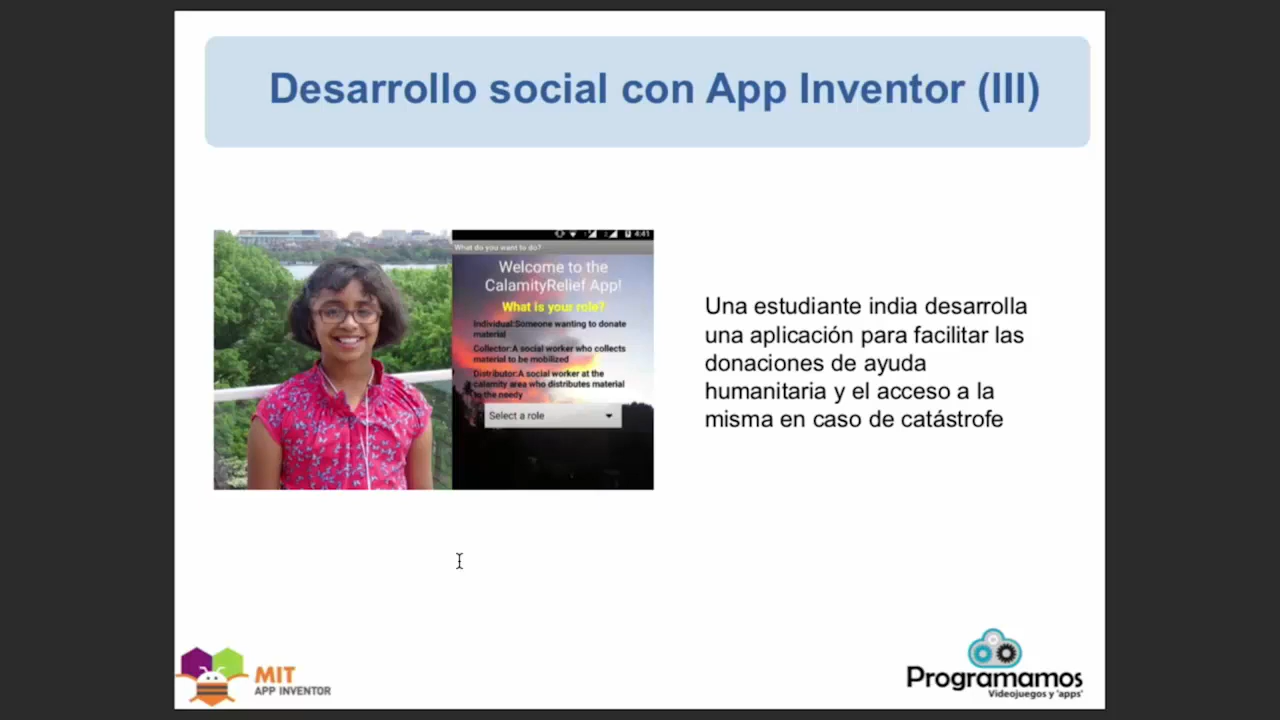 Desarrollo social con App Inventor (III)
4:41
What do you want to do?
Welcome to the
CalamityRelief App!
What is your role?
Individual:Someone wanting to donate
material
Collector:A social worker who collects
material to be mobilized
Distributor:A social worker at the
calamity area who distributes material
to the needy
Select a role
Una estudiante india desarrolla
una aplicación para facilitar las
donaciones de ayuda
humanitaria y el acceso a la
misma en caso de catástrofe
MIT
APP INVENTOR
Programamos
Videojuegos y 'apps'